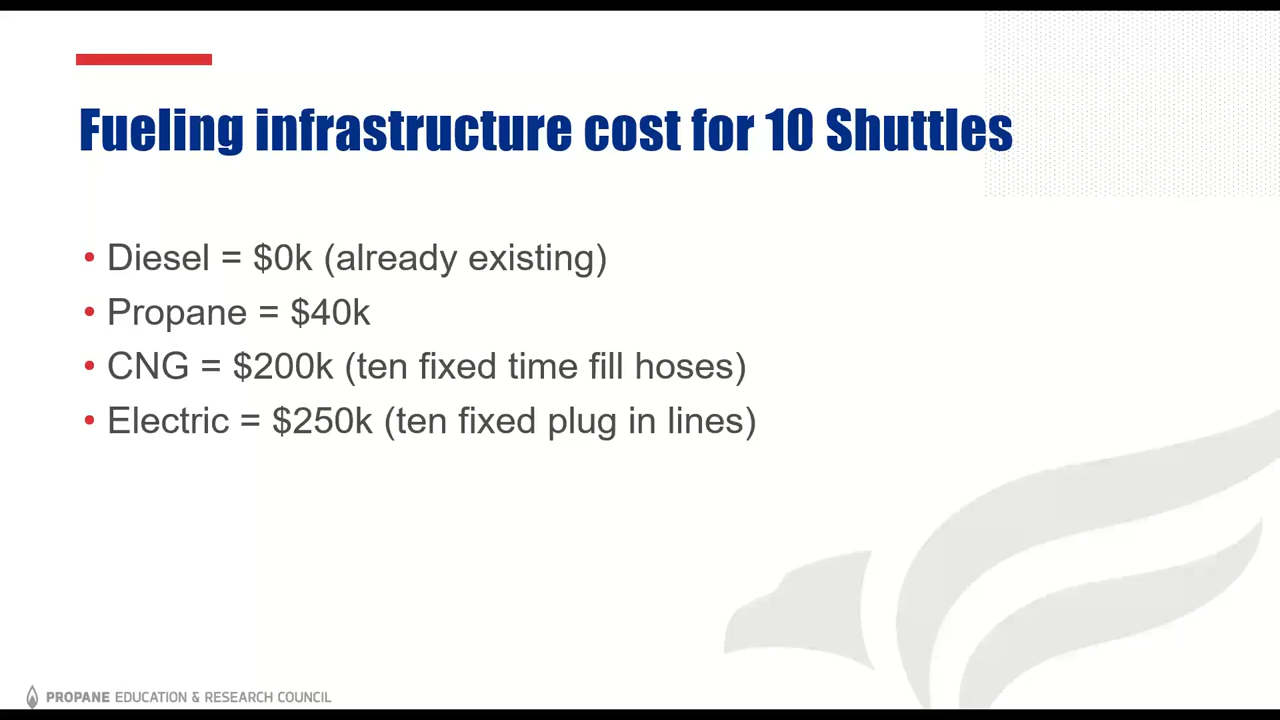 Fueling infrastructure cost for 10 Shuttles
• Diesel = $0k (already existing)
• Propane = $40k
• CNG = $200k (ten fixed time fill hoses)
• Electric = $250k (ten fixed plug in lines)
PROPANE EDUCATION & RESEARCH COUNCIL